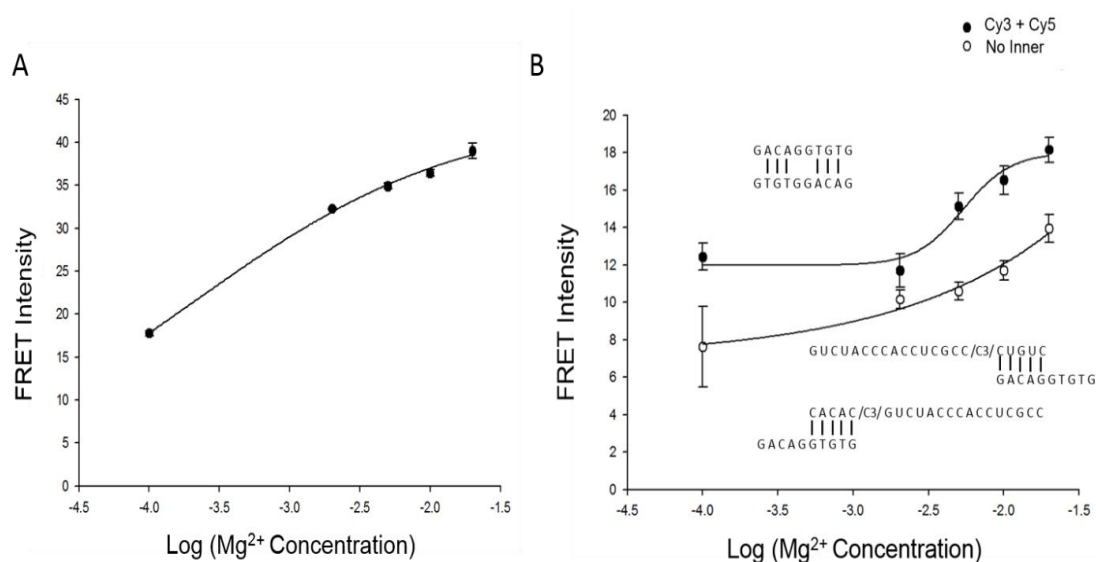 A
45
40
35
30
25
20
15
10
5
0
FRET Intensity
-4.5 -4.0 -3.5 -3.0 -2.5 -2.0 -1.5
Log (Mg²⁺ Concentration)
B
Cy3 + Cy5
No Inner
20
18
16
14
12
10
8
6
4
2
0
FRET Intensity
GACAGGTGTG
GTGTGGACAG
GUCUACCCACCUCGCC/C3/CUGUC
GACAGGTGTG
CACAC/C3/GUCUACCCACCUCGCC
GACAGGTGTG
-4.5 -4.0 -3.5 -3.0 -2.5 -2.0 -1.5
Log (Mg²⁺ Concentration)